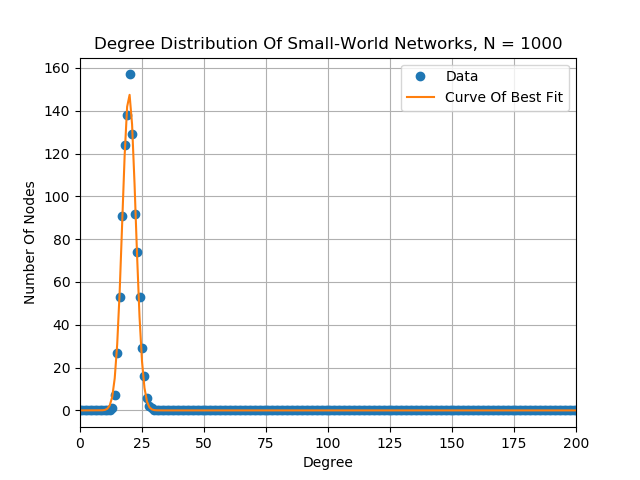 Degree Distribution Of Small-World Networks, N = 1000
Data
Curve Of Best Fit
Number Of Nodes
160
140
120
100
80
60
40
20
0
0 25 50 75 100 125 150 175 200
Degree